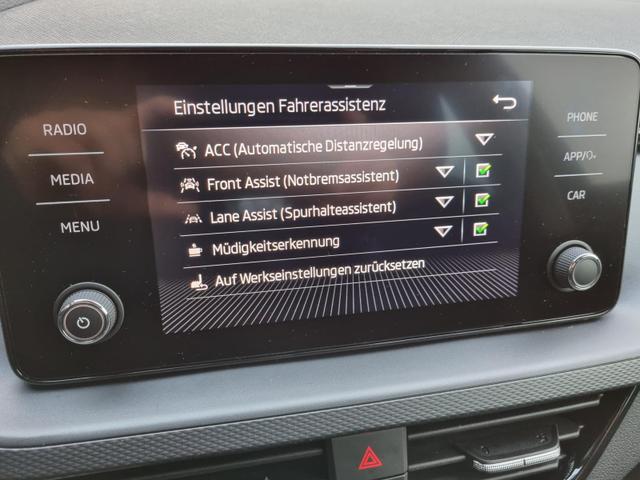 Einstellungen Fahrerassistenz
RADIO
MEDIA
MENU
ACC (Automatische Distanzregelung)
Front Assist (Notbremsassistent)
Lane Assist (Spurhalteassistent)
Müdigkeitserkennung
Auf Werkseinstellungen zurücksetzen
PHONE
APP/
CAR